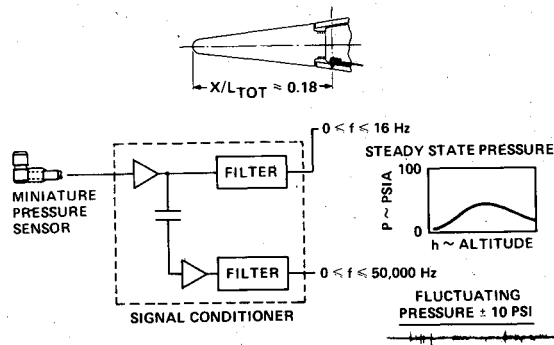 X/L TOT ≈ 0.18
0 ≤ f ≤ 16 Hz
STEADY STATE PRESSURE
100
P ~ PSIA
0
h ~ ALTITUDE
FILTER
MINIATURE
PRESSURE
SENSOR
FILTER
0 ≤ f ≤ 50,000 Hz
SIGNAL CONDITIONER
FLUCTUATING
PRESSURE ± 10 PSI